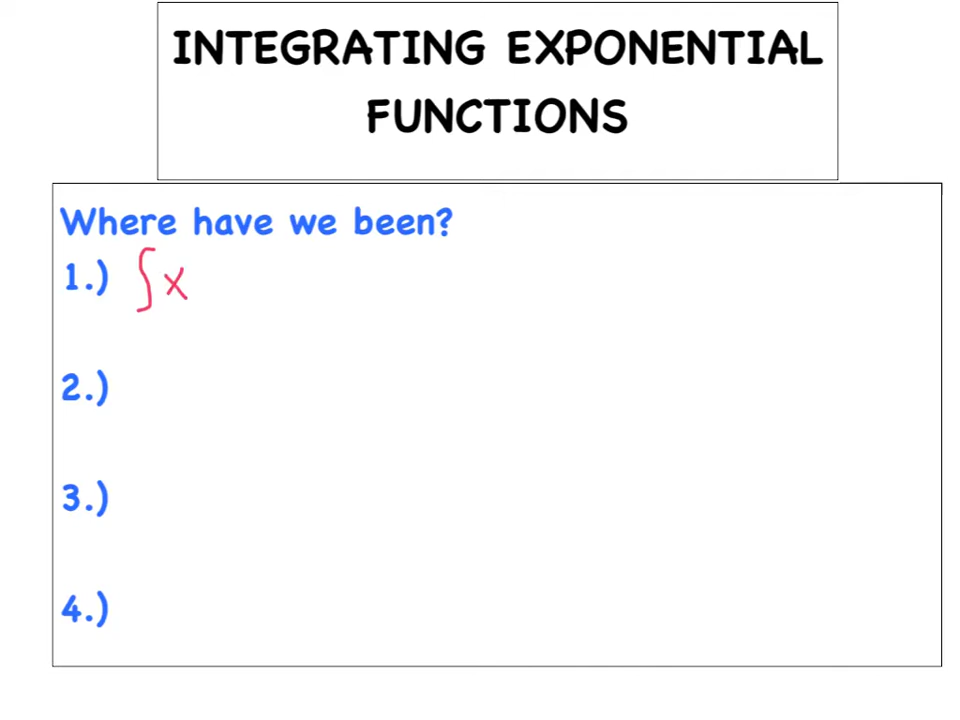 INTEGRATING EXPONENTIAL
FUNCTIONS
Where have we been?
1.) ∫ x
2.)
3.)
4.)